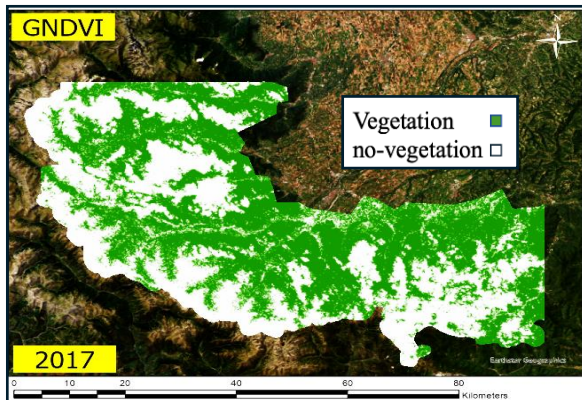 GNDVI
Vegetation
no-vegetation
2017
Earthstar Geographics
0 10 20 40 60 80
Kilometers